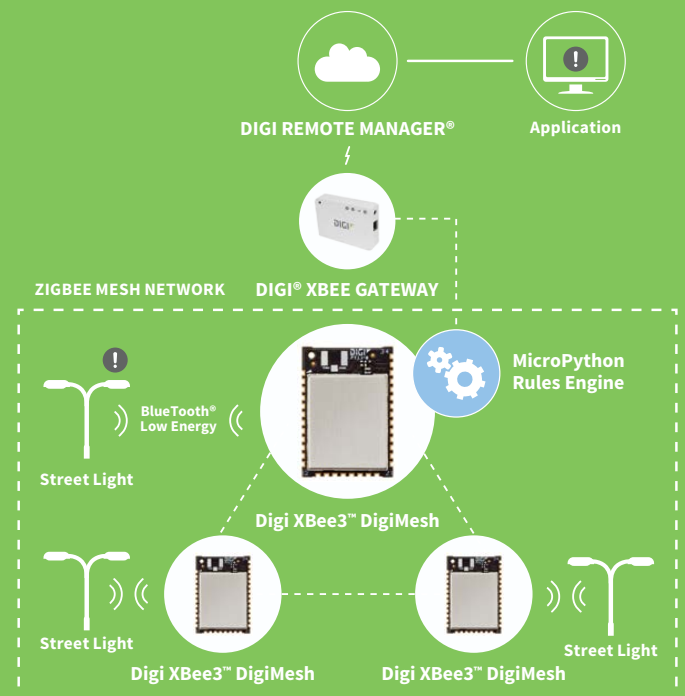 DIGI REMOTE MANAGER®
Application
DIGI
ZIGBEE MESH NETWORK
DIGI® XBEE GATEWAY
DIGI
MicroPython
Rules Engine
BlueTooth®
Low Energy
Street Light
Digi XBee3™ DigiMesh
Street Light
Street Light
Digi XBee3™ DigiMesh
Digi XBee3™ DigiMesh